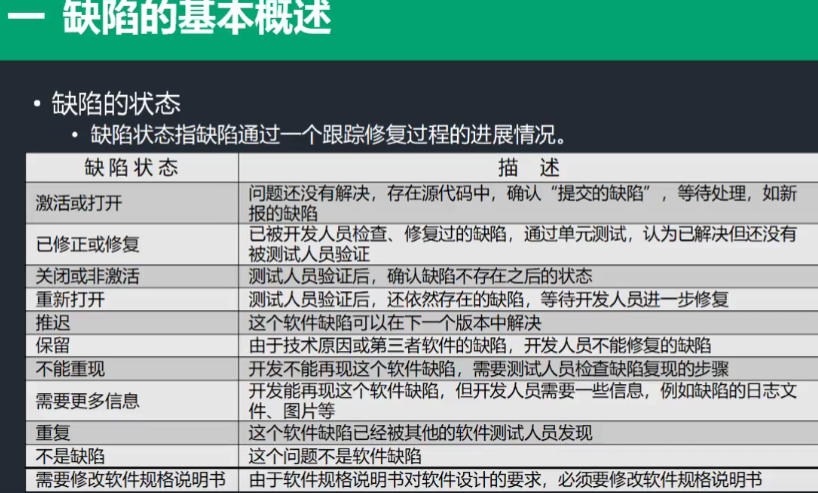 一 缺陷的基本概述
• 缺陷的状态
• 缺陷状态指缺陷通过一个跟踪修复过程的进展情况。
缺陷状态 描 述
激活或打开 问题还没有解决，存在源代码中，确认“提交的缺陷”，等待处理，如新
报的缺陷
已修正或修复 已被开发人员检查、修复过的缺陷，通过单元测试，认为已解决但还没有
被测试人员验证
关闭或非激活 测试人员验证后，确认缺陷不存在之后的状态
重新打开 测试人员验证后，还依然存在的缺陷，等待开发人员进一步修复
推迟 这个软件缺陷可以在下一个版本中解决
保留 由于技术原因或第三者软件的缺陷，开发人员不能修复的缺陷
不能重现 开发不能再现这个软件缺陷，需要测试人员检查缺陷复现的步骤
需要更多信息 开发能再现这个软件缺陷，但开发人员需要一些信息，例如缺陷的日志文
件、图片等
重复 这个软件缺陷已经被其他的软件测试人员发现
不是缺陷 这个问题不是软件缺陷
需要修改软件规格说明书 由于软件规格说明书对软件设计的要求，必须要修改软件规格说明书